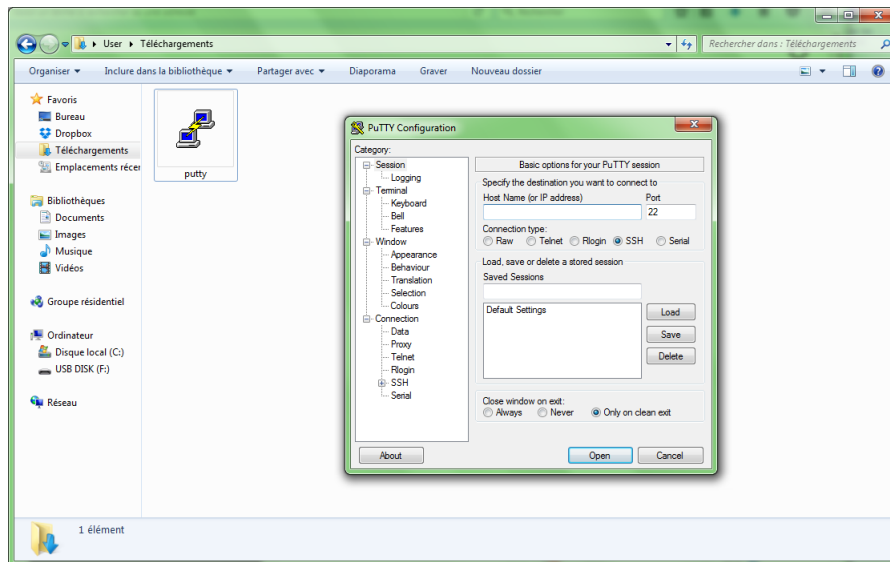 User ▸ Téléchargements
Rechercher dans : Téléchargements
Organiser
Inclure dans la bibliothèque
Partager avec
Diaporama
Graver
Nouveau dossier
Favoris
Bureau
Dropbox
Téléchargements
Emplacements récen
Bibliothèques
Documents
Images
Musique
Vidéos
Groupe résidentiel
Ordinateur
Disque local (C:)
USB DISK (F:)
Réseau
putty
PuTTY Configuration
Category:
Session
Logging
Terminal
Keyboard
Bell
Features
Window
Appearance
Behaviour
Translation
Selection
Colours
Connection
Data
Proxy
Telnet
Rlogin
SSH
Serial
Basic options for your PuTTY session
Specify the destination you want to connect to
Host Name (or IP address) Port
22
Connection type:
Raw Telnet Rlogin SSH Serial
Load, save or delete a stored session
Saved Sessions
Default Settings
Load
Save
Delete
Close window on exit:
Always Never Only on clean exit
About
Open
Cancel
1 élément